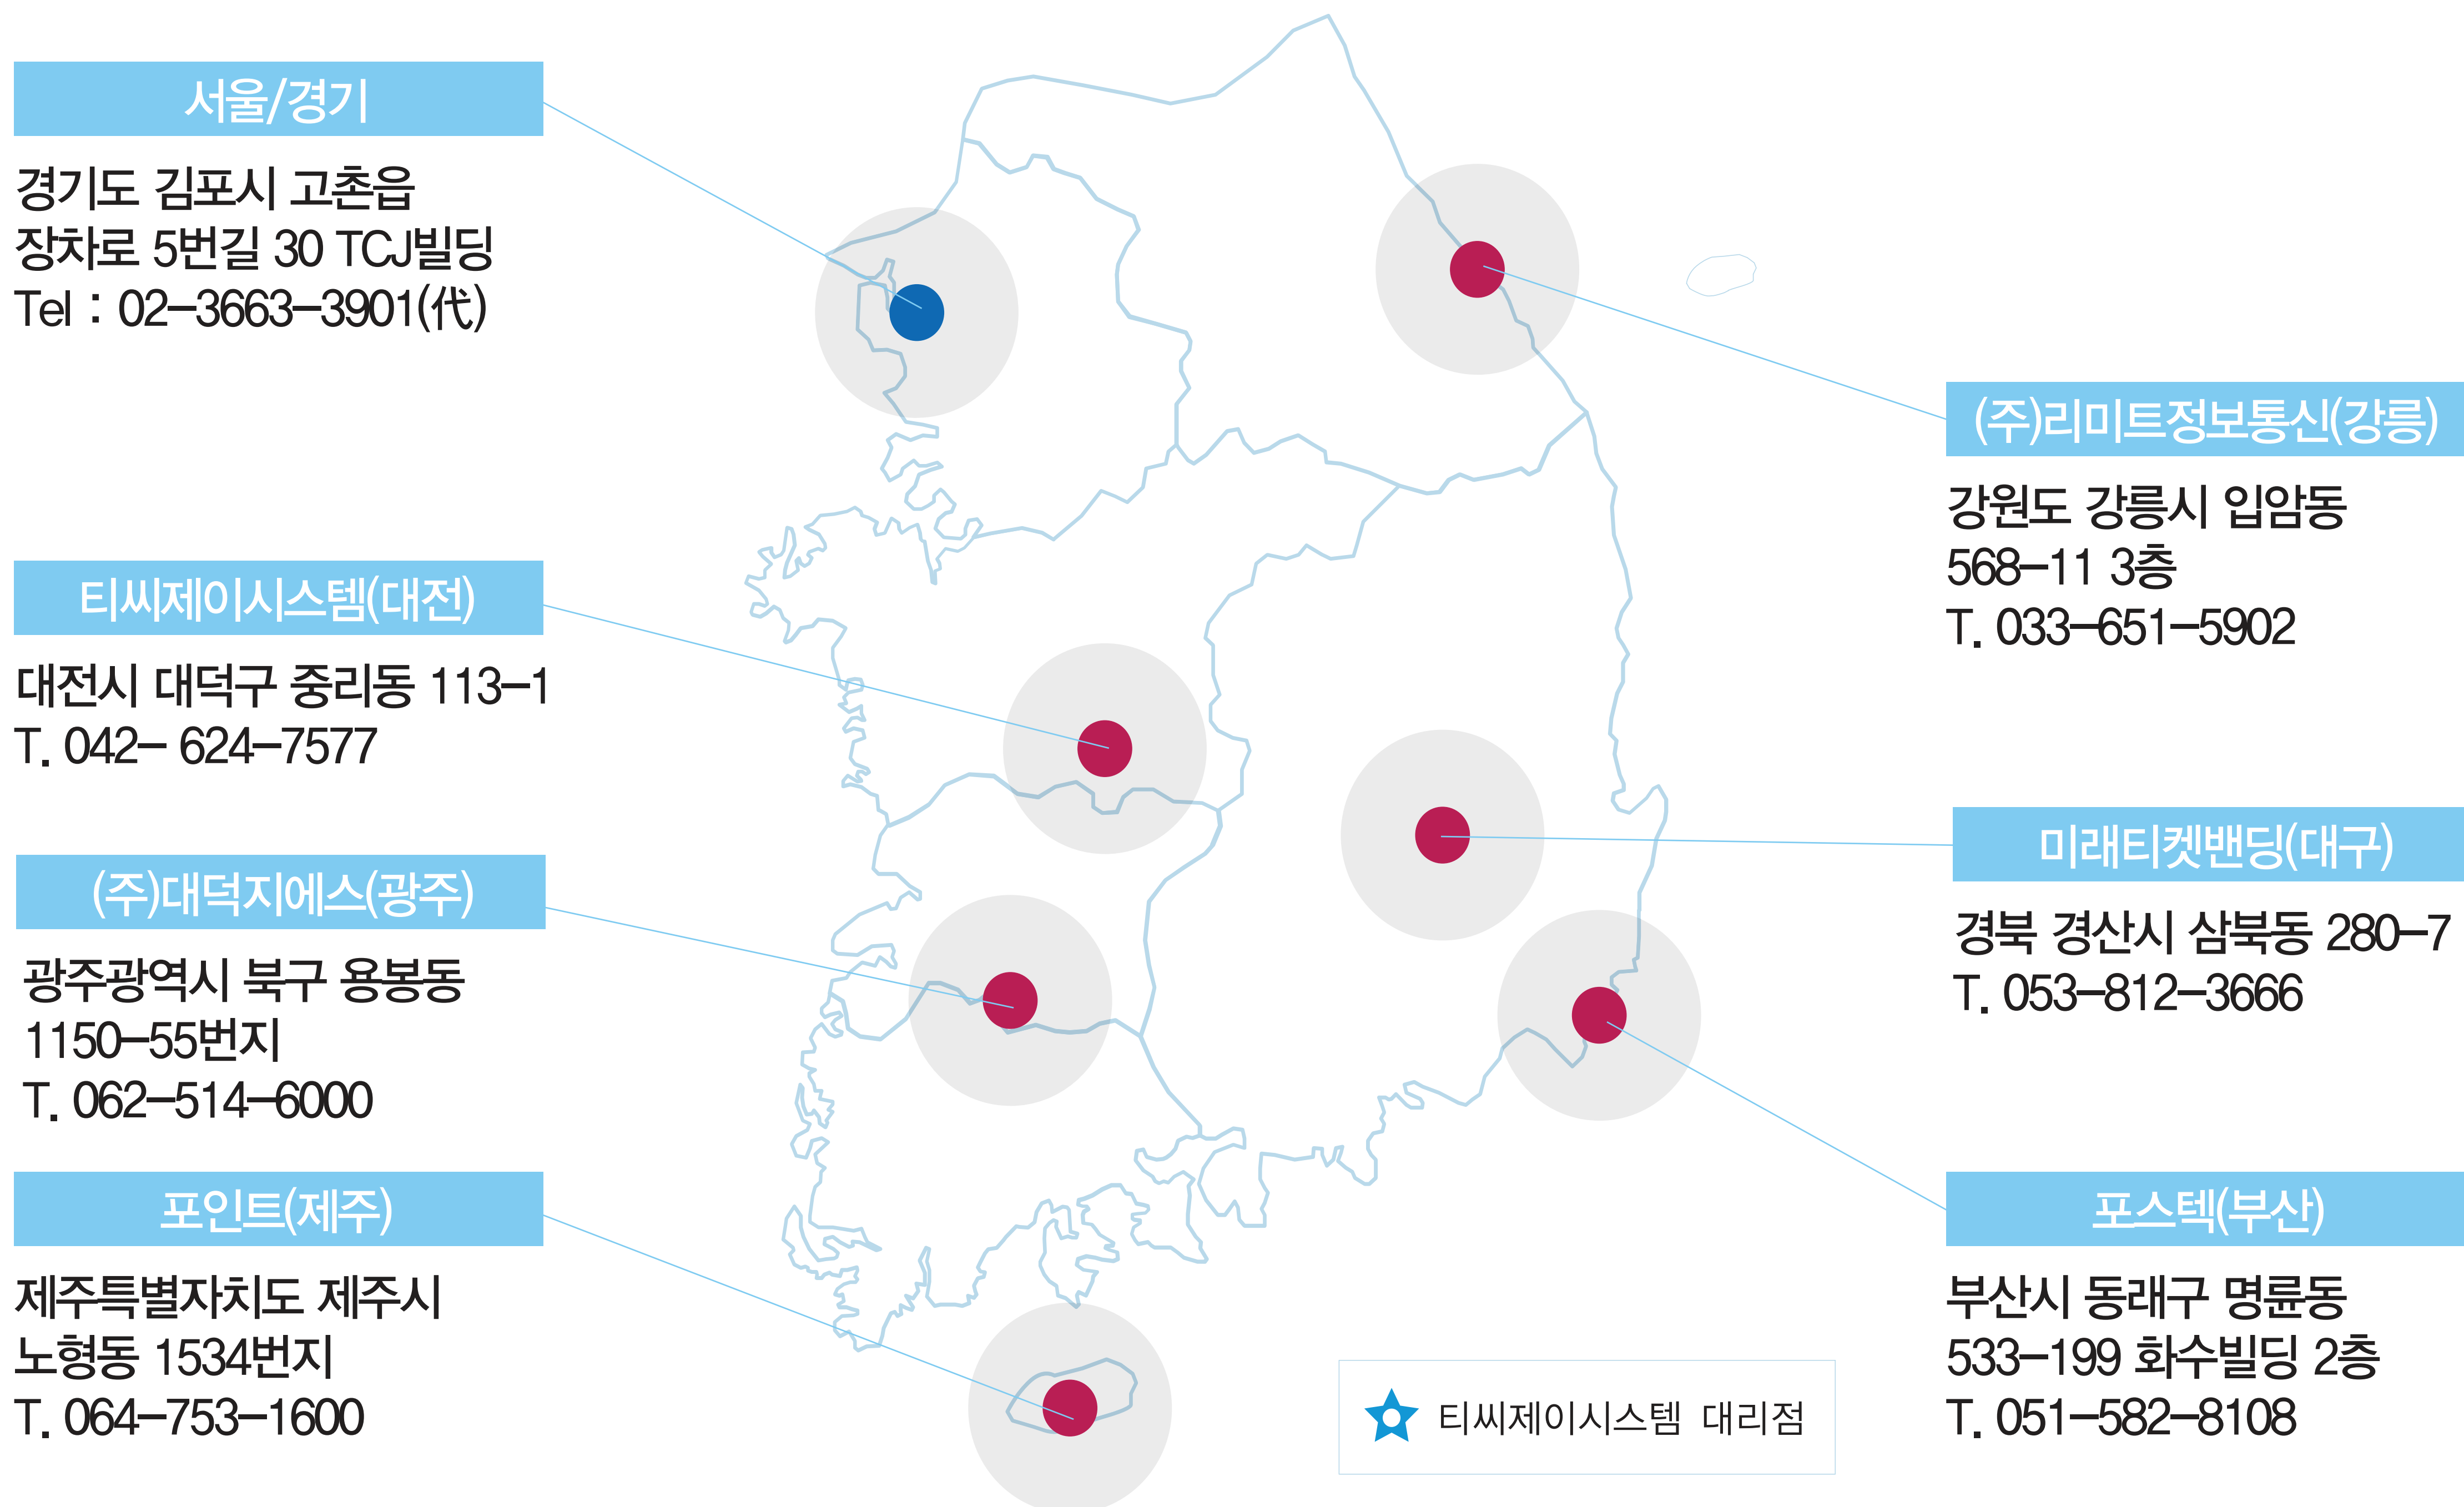 서울/경기
경기도 김포시 고촌읍
장차로 5번길 30 TCJ빌딩
Tel : 02-3663-3901(代)
티씨제이시스템(대전)
대전시 대덕구 중리동 113-1
T. 042- 624-7577
(주)대덕지에스(광주)
광주광역시 북구 용봉동
1150-55번지
T. 062-514-6000
포인트(제주)
제주특별자치도 제주시
노형동 1534번지
T. 064-753-1600
(주)리미트정보통신(강릉)
강원도 강릉시 입암동
568-11 3층
T. 033-651-5902
미래티켓밴딩(대구)
경북 경산시 삼북동 280-7
T. 053-812-3666
포스텍(부산)
부산시 동래구 명륜동
533-199 화수빌딩 2층
T. 051-582-8108
티씨제이시스템 대리점